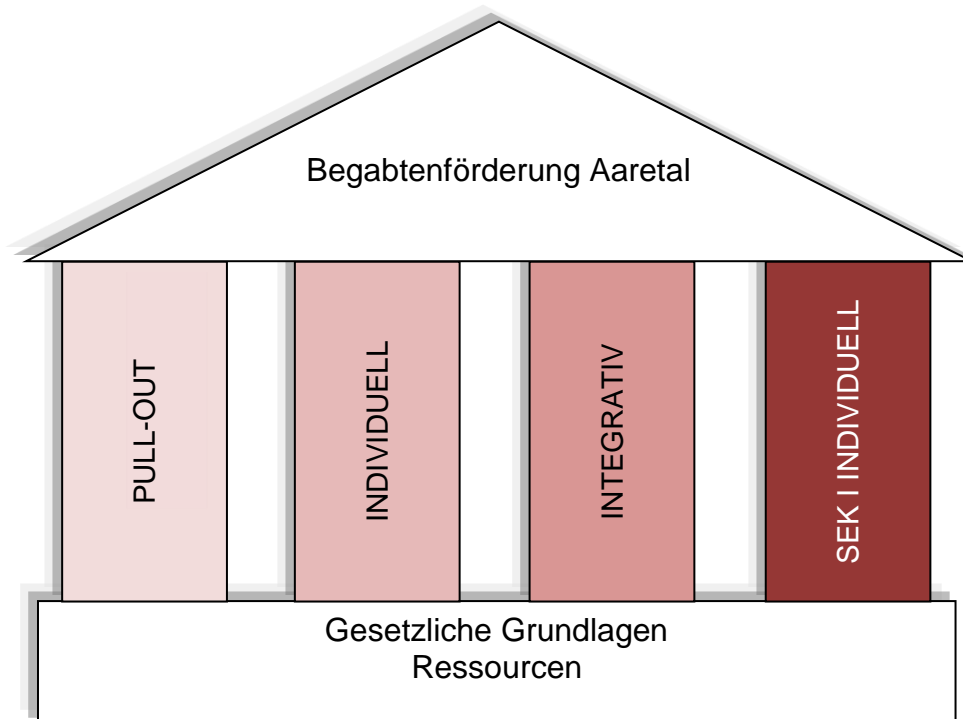 Begabtenförderung Aaretal
PULL-OUT
INDIVIDUELL
INTEGRATIV
SEK I INDIVIDUELL
Gesetzliche Grundlagen
Ressourcen